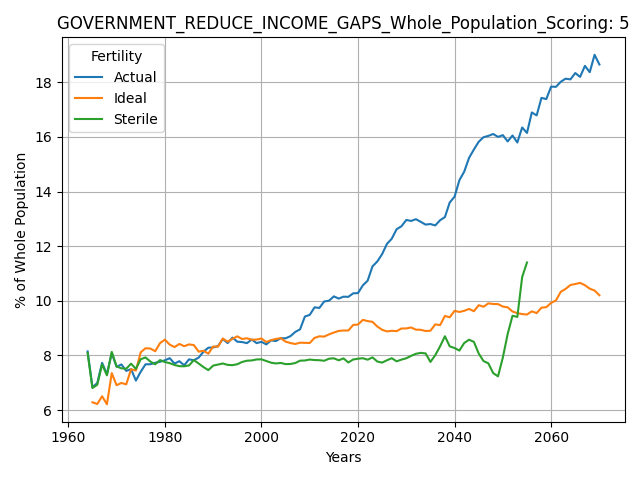 GOVERNMENT_REDUCE_INCOME_GAPS_Whole_Population_Scoring: 5
Fertility
Actual
Ideal
Sterile
% of Whole Population
18
16
14
12
10
8
6
1960
1980
2000
2020
2040
2060
Years